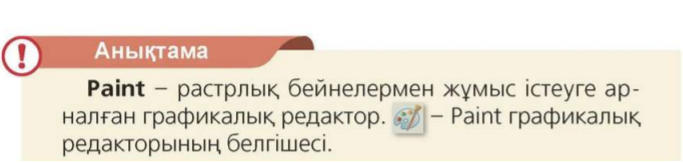 Анықтама
Paint – растрлық бейнелермен жұмыс істеуге ар-
налған графикалық редактор. – Paint графикалық
редакторының белгішесі.